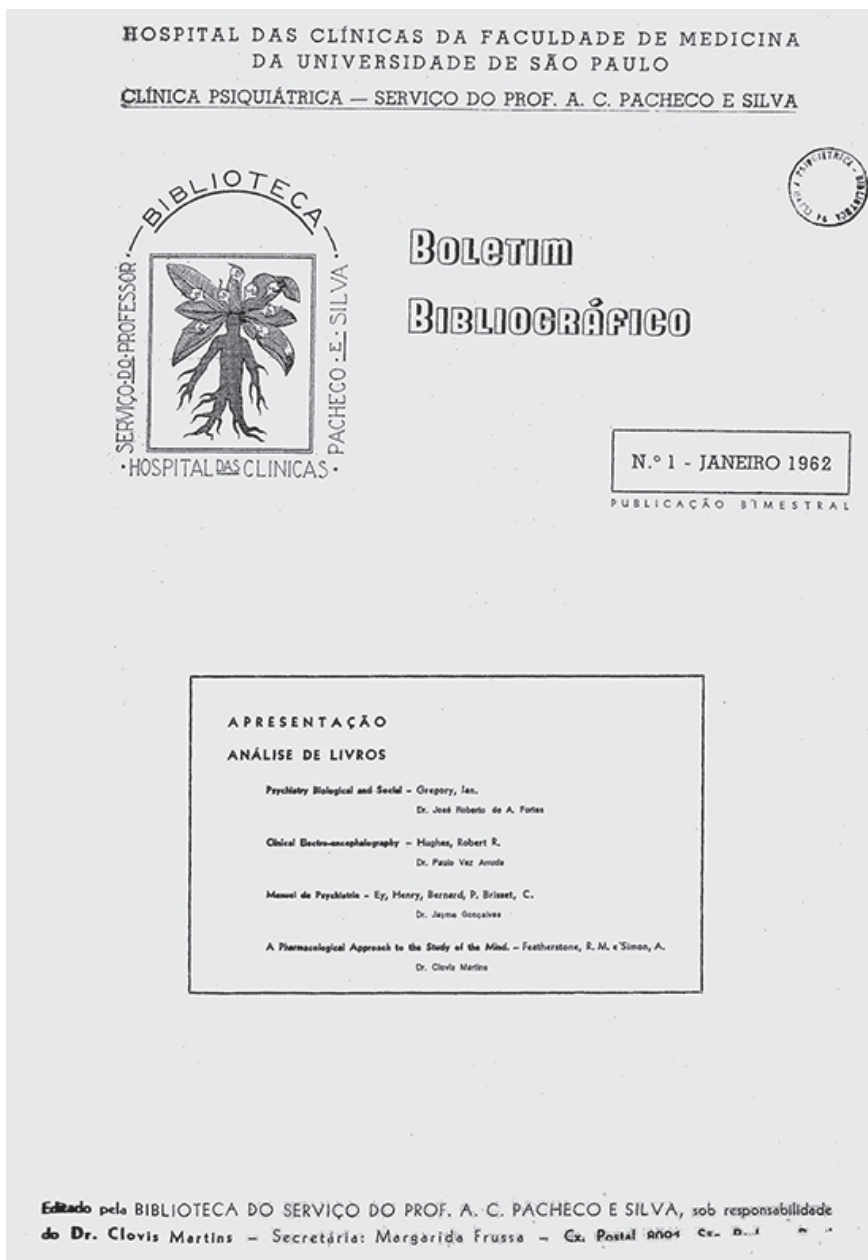 HOSPITAL DAS CLÍNICAS DA FACULDADE DE MEDICINA
DA UNIVERSIDADE DE SÃO PAULO
CLÍNICA PSIQUIÁTRICA — SERVIÇO DO PROF. A. C. PACHECO E SILVA
BIBLIOTECA
SERVIÇO·DO·PROFESSOR·
PACHECO·E·SILVA
·HOSPITAL DAS CLINICAS·
BOLETIM
BIBLIOGRÁFICO
N.º 1 - JANEIRO 1962
PUBLICAÇÃO BIMESTRAL
APRESENTAÇÃO
ANÁLISE DE LIVROS
Psychiatry Biological and Social – Gregory, Ian.
Dr. José Roberto de A. Fortes
Clinical Electro-encephalography – Hughes, Robert R.
Dr. Paulo Vaz Arruda
Manuel de Psychiatrie – Ey, Henry, Bernard, P. Brisset, C.
Dr. Jayme Gonçalves
A Pharmacological Approach to the Study of the Mind. – Featherstone, R. M. e Simon, A.
Dr. Clovis Martins
Editado pela BIBLIOTECA DO SERVIÇO DO PROF. A. C. PACHECO E SILVA, sob responsabilidade
do Dr. Clovis Martins – Secretária: Margarida Frussa – Cx. Postal